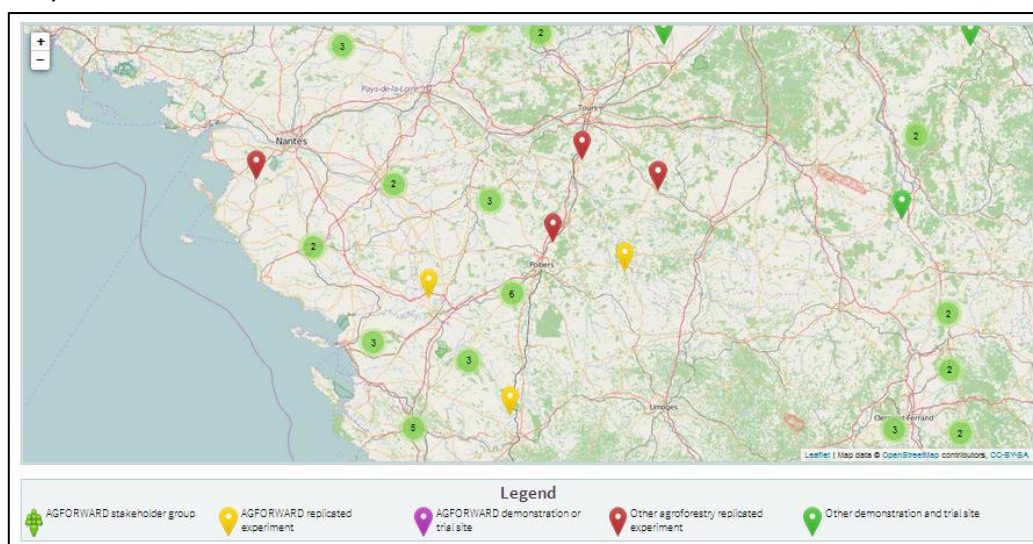 +
−
3
2
Pays-de-la-Loire
Tours
Nantes
2
2
3
2
Poitiers
6
2
3
3
2
Limoges
Clermont-Ferrand
5
3
2
Leaflet | Map data © OpenStreetMap contributors, CC-BY-SA
Legend
AGFORWARD stakeholder group
AGFORWARD replicated
experiment
AGFORWARD demonstration or
trial site
Other agroforestry replicated
experiment
Other demonstration and trial site